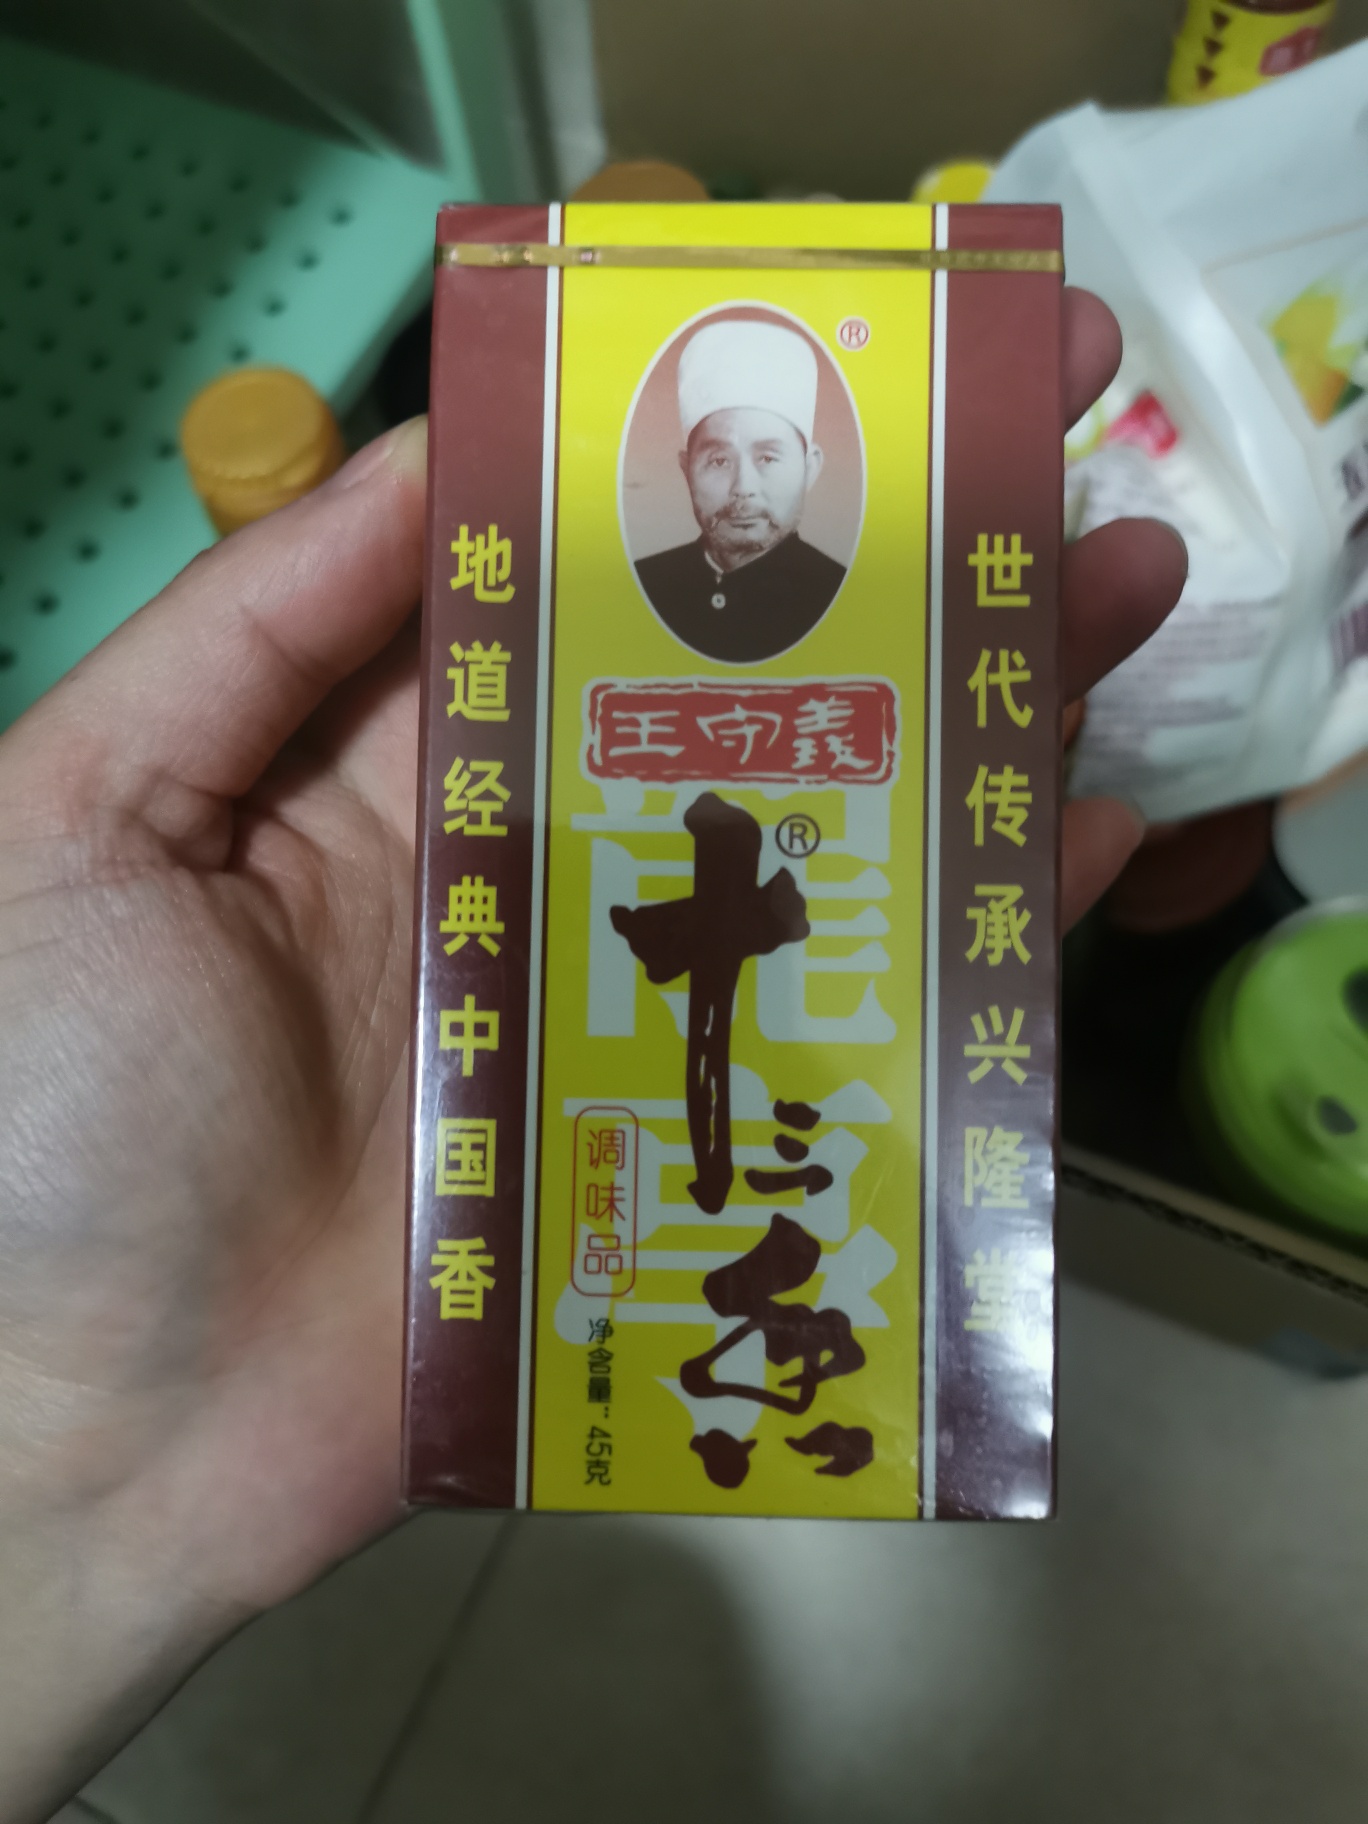 ®
王守義
十三香®
调味品
净含量：45克
地道经典中国香
世代传承兴隆堂